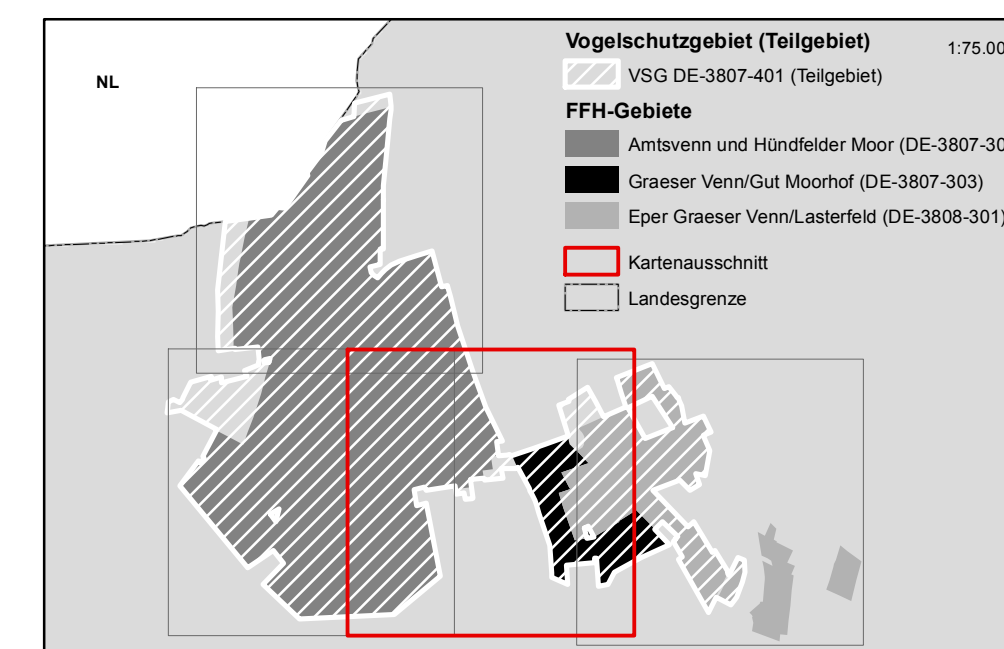 Vogelschutzgebiet (Teilgebiet) 1:75.00
NL
VSG DE-3807-401 (Teilgebiet)
FFH-Gebiete
Amtsvenn und Hündfelder Moor (DE-3807-30
Graeser Venn/Gut Moorhof (DE-3807-303)
Eper Graeser Venn/Lasterfeld (DE-3808-301)
Kartenausschnitt
Landesgrenze